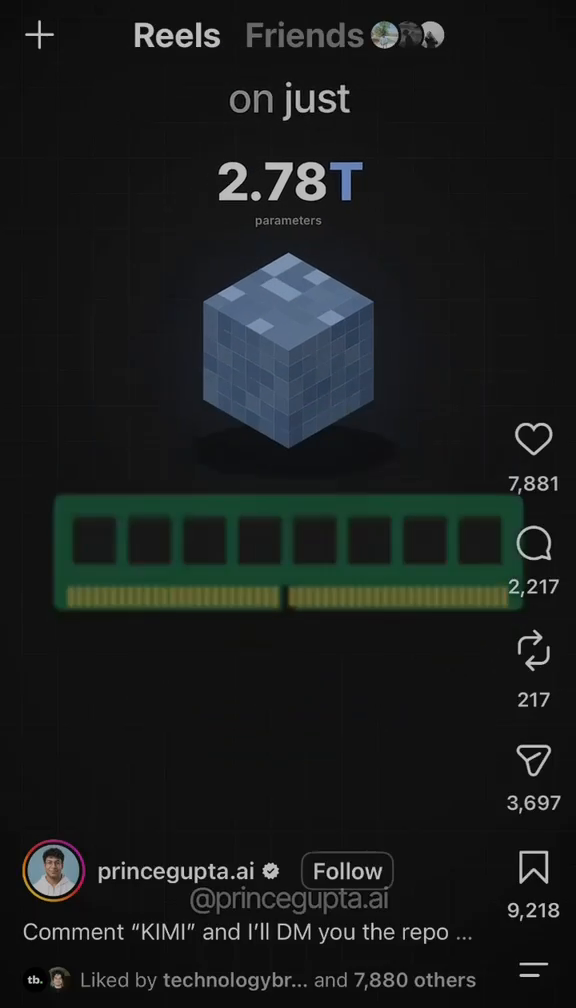 Reels Friends
on just
2.78T
parameters
7,881
2,217
217
3,697
princegupta.ai Follow
@princegupta.ai
9,218
Comment “KIMI” and I’ll DM you the repo ...
tb. Liked by technologybr... and 7,880 others